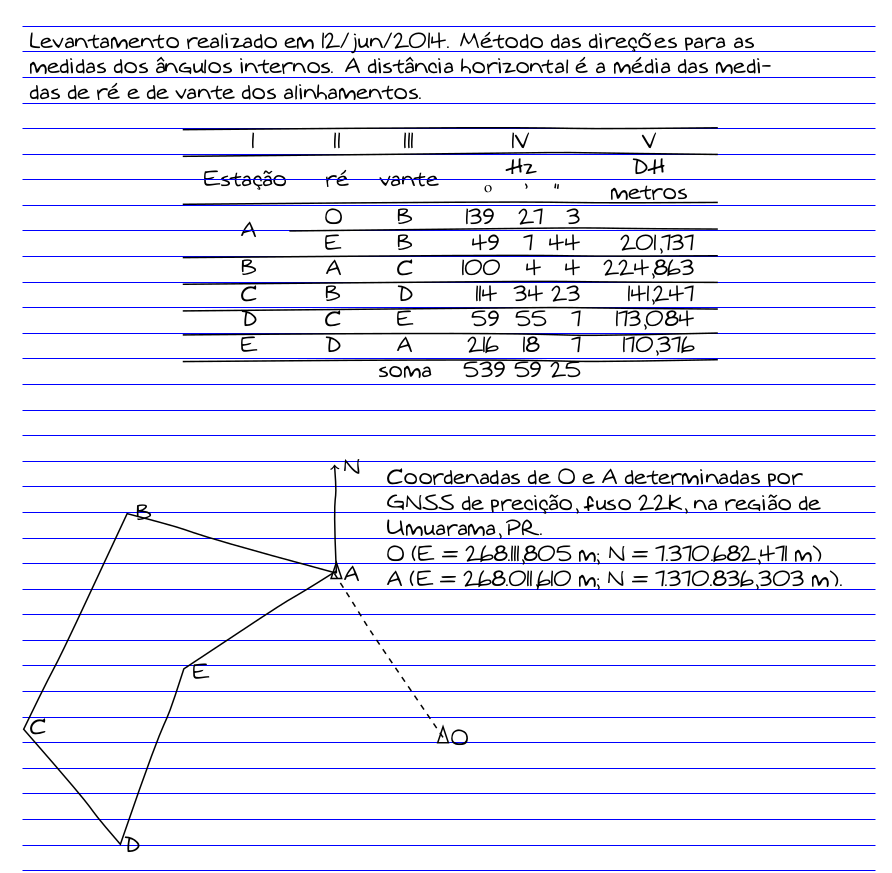 Levantamento realizado em 12/jun/2014. Método das direções para as
medidas dos ângulos internos. A distância horizontal é a média das medi-
das de ré e de vante dos alinhamentos.
I II III IV V
Estação ré vante Hz DH
° ' " metros
A O B 139 27 3
E B 49 7 44 201,737
B A C 100 4 4 224,863
C B D 114 34 23 141,247
D C E 59 55 7 173,084
E D A 216 18 7 170,376
soma 539 59 25
N
Coordenadas de O e A determinadas por
GNSS de precição, fuso 22K, na região de
Umuarama, PR.
O (E = 268.111,805 m; N = 7.370.682,471 m)
A (E = 268.011,610 m; N = 7.370.836,303 m).
B
A
E
C
O
D